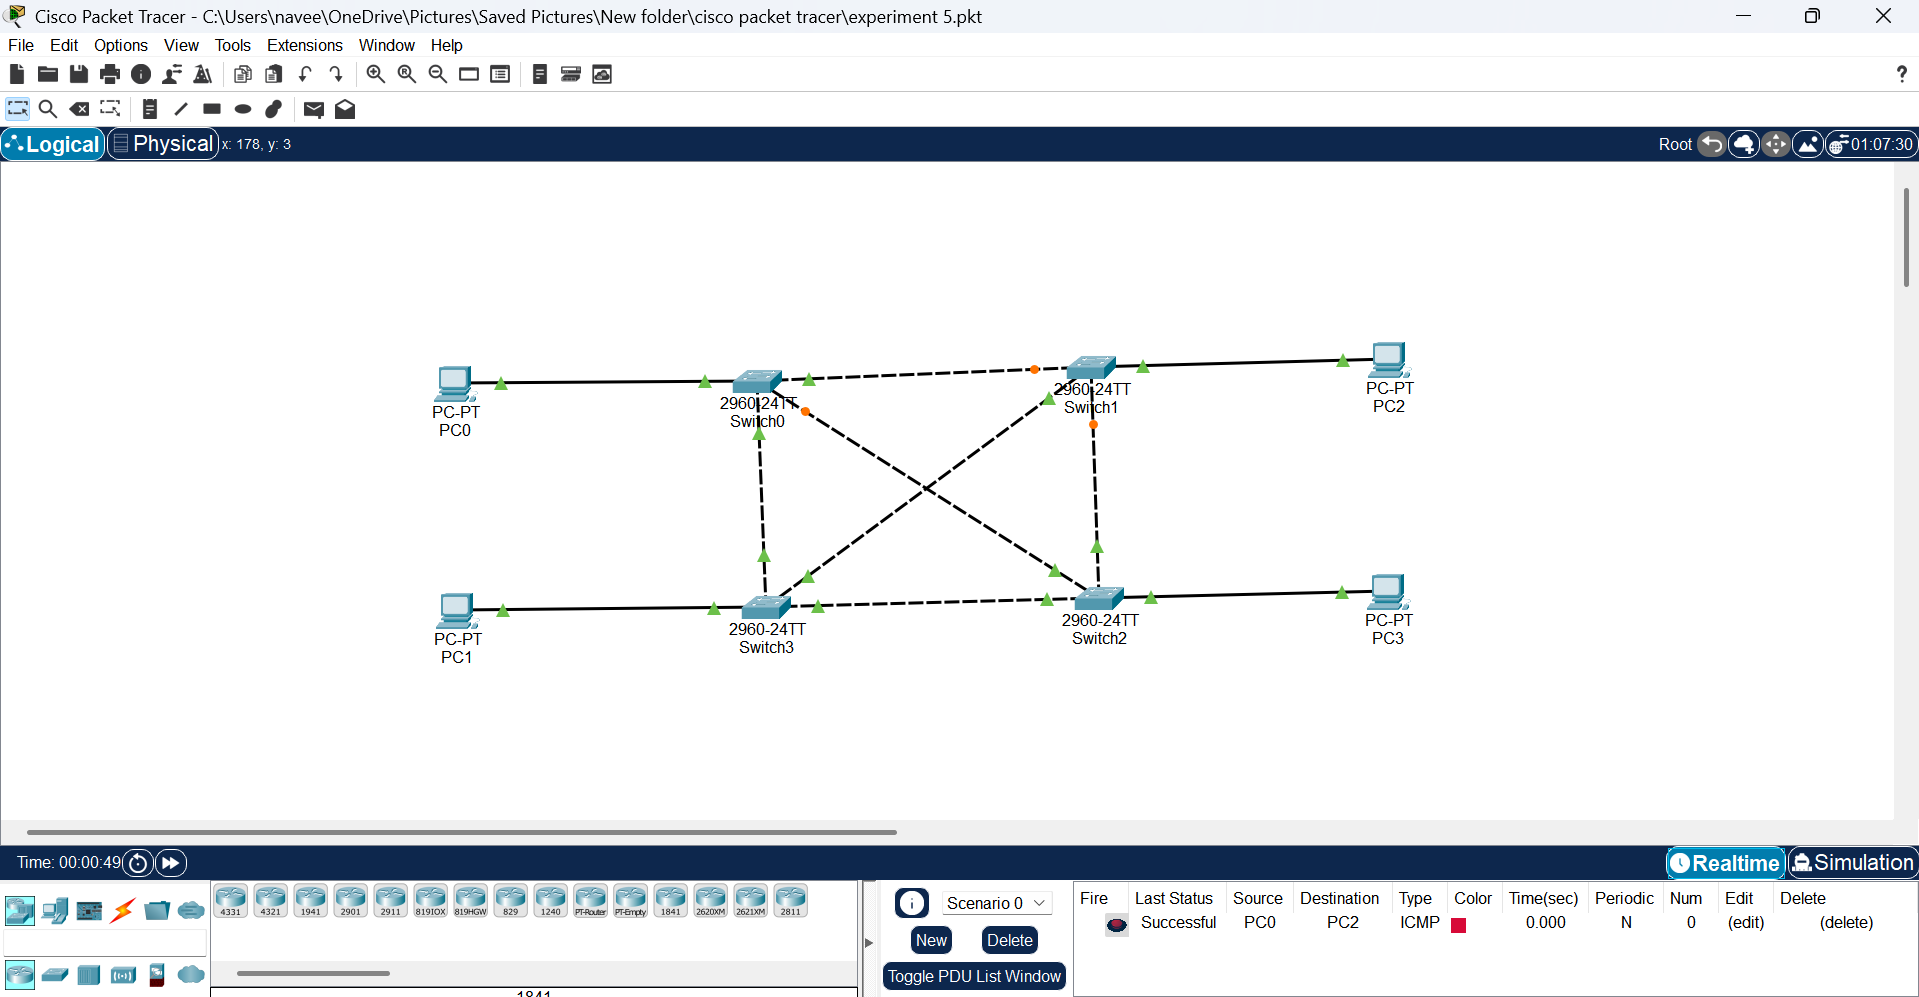 Cisco Packet Tracer - C:\Users\navee\OneDrive\Pictures\Saved Pictures\New folder\cisco packet tracer\experiment 5.pkt
File Edit Options View Tools Extensions Window Help
?
Logical Physical x: 178, y: 3 Root 01:07:30
PC-PT
PC0
2960-24TT
Switch0
2960-24TT
Switch1
PC-PT
PC2
PC-PT
PC1
2960-24TT
Switch3
2960-24TT
Switch2
PC-PT
PC3
Time: 00:00:49 Realtime Simulation
4331 4321 1941 2901 2911 819IOX 819HGW 829 1240 PT-Router PT-Empty 1841 2620XM 2621XM 2811
1841
Scenario 0
New Delete
Toggle PDU List Window
Fire Last Status Source Destination Type Color Time(sec) Periodic Num Edit Delete
Successful PC0 PC2 ICMP 0.000 N 0 (edit) (delete)